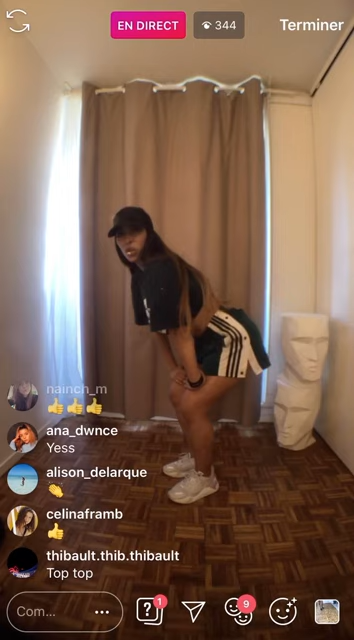 EN DIRECT
344
Terminer
nainch_m
👍👍👍
ana_dwnce
Yess
alison_delarque
👏
celinaframb
👍
thibault.thib.thibault
Top top
Com...
1
9